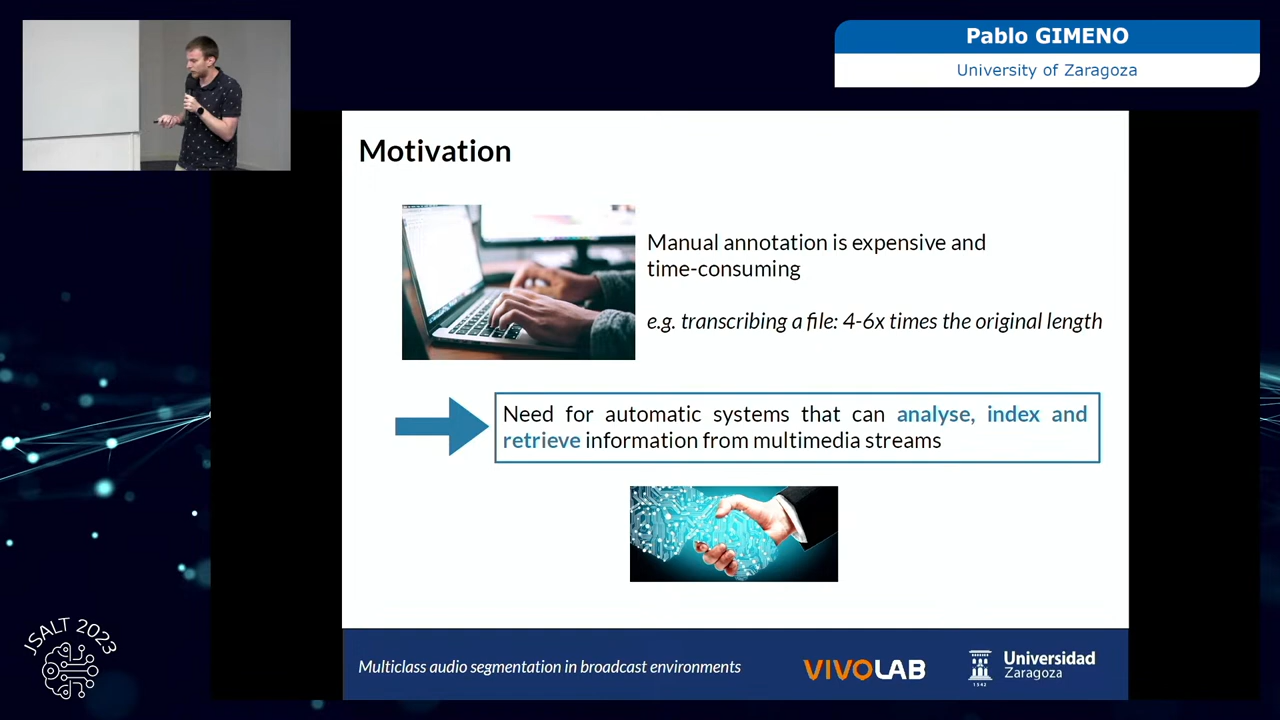 Pablo GIMENO
University of Zaragoza
Motivation
Manual annotation is expensive and
time-consuming
e.g. transcribing a file: 4-6x times the original length
Need for automatic systems that can analyse, index and
retrieve information from multimedia streams
JSALT 2023
Multiclass audio segmentation in broadcast environments
VIVOLAB
Universidad
Zaragoza
1542